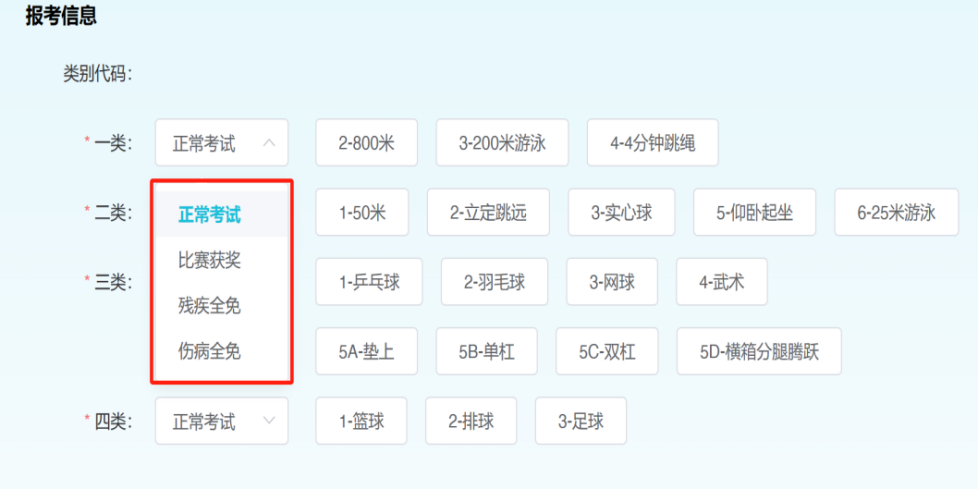 报考信息
类别代码：
* 一类： 正常考试 2-800米 3-200米游泳 4-4分钟跳绳
* 二类： 正常考试 1-50米 2-立定跳远 3-实心球 5-仰卧起坐 6-25米游泳
比赛获奖
* 三类： 1-乒乓球 2-羽毛球 3-网球 4-武术
残疾全免
伤病全免 5A-垫上 5B-单杠 5C-双杠 5D-横箱分腿腾跃
* 四类： 正常考试 1-篮球 2-排球 3-足球